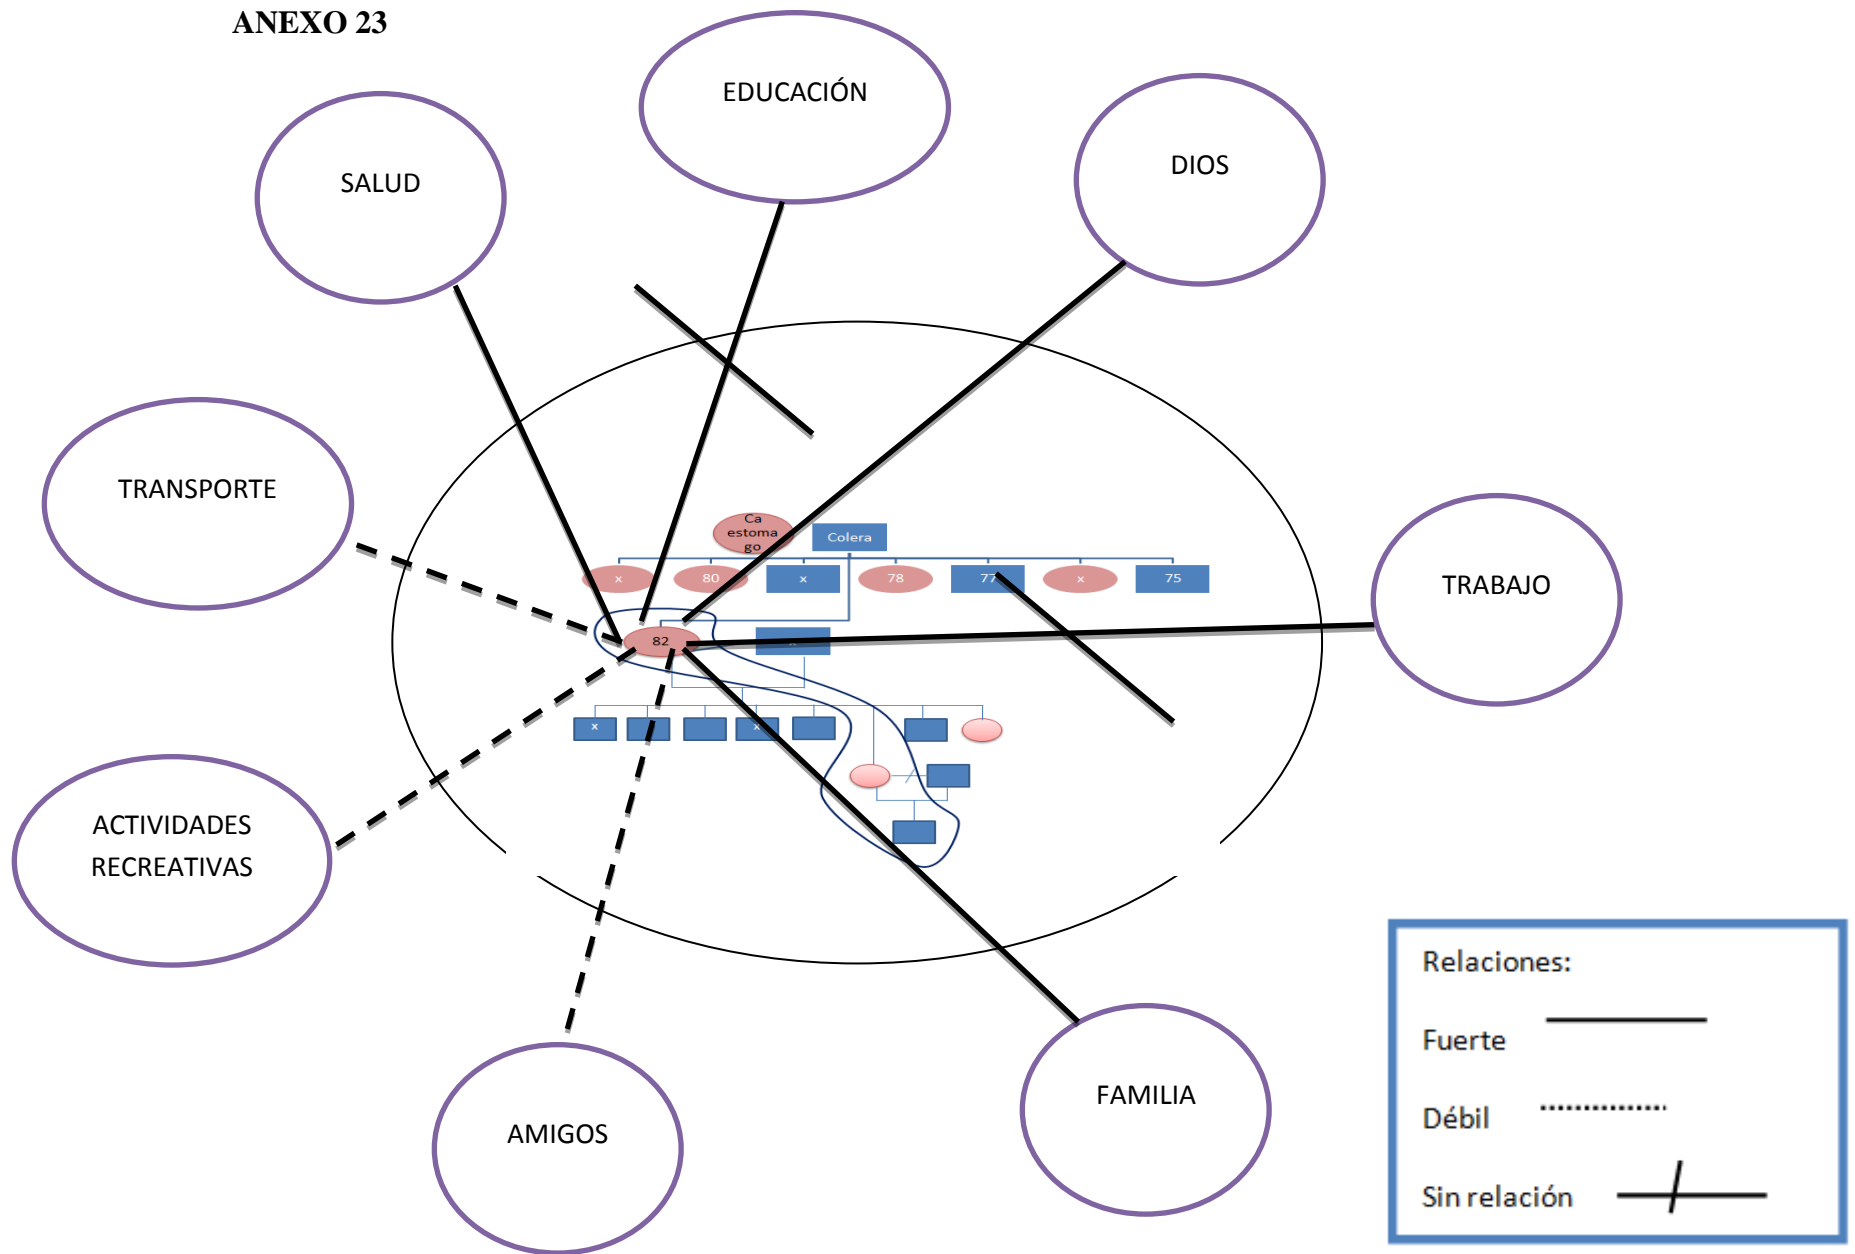 ANEXO 23
EDUCACIÓN
DIOS
SALUD
TRANSPORTE
TRABAJO
ACTIVIDADES
RECREATIVAS
AMIGOS
FAMILIA
Ca
estoma
go
Colera
x 80 x 78 77 x 75
82 x
x x
Relaciones:
Fuerte
Débil
Sin relación